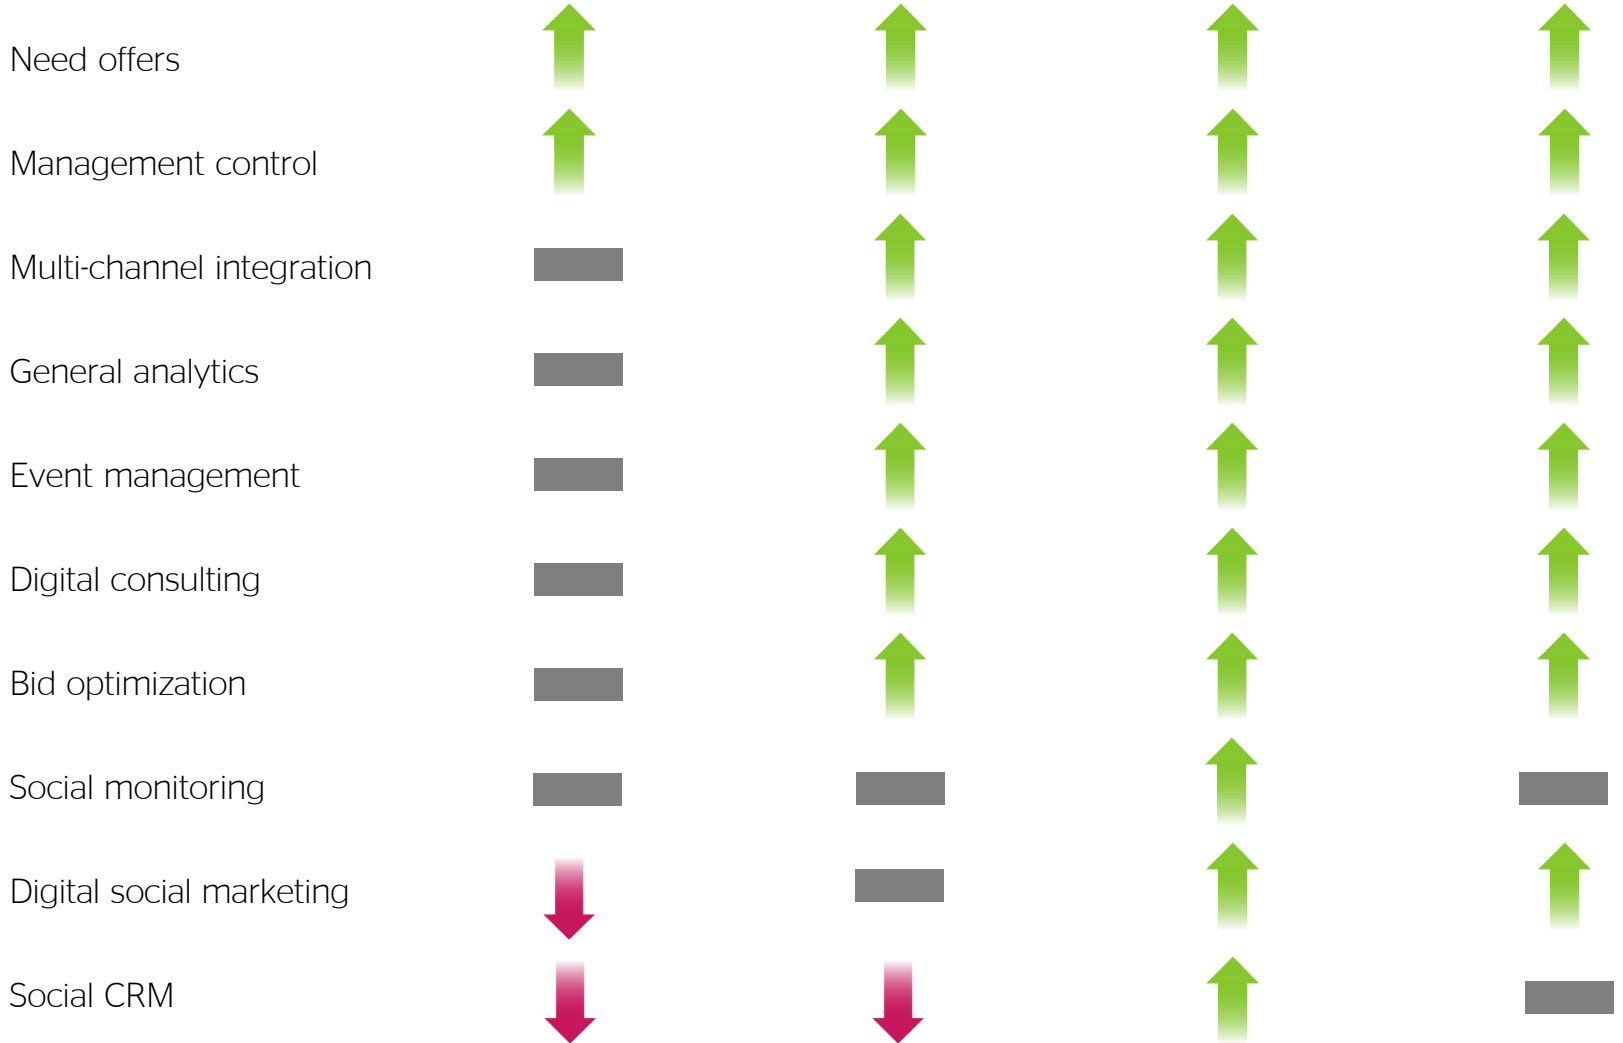 Need offers
Management control
Multi-channel integration
General analytics
Event management
Digital consulting
Bid optimization
Social monitoring
Digital social marketing
Social CRM